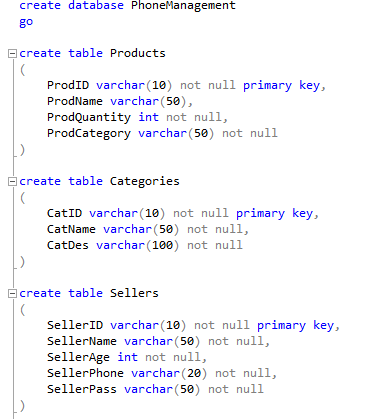 create database PhoneManagement
go
create table Products
(
ProdID varchar(10) not null primary key,
ProdName varchar(50),
ProdQuantity int not null,
ProdCategory varchar(50) not null
)
create table Categories
(
CatID varchar(10) not null primary key,
CatName varchar(50) not null,
CatDes varchar(100) not null
)
create table Sellers
(
SellerID varchar(10) not null primary key,
SellerName varchar(50) not null,
SellerAge int not null,
SellerPhone varchar(20) not null,
SellerPass varchar(50) not null
)